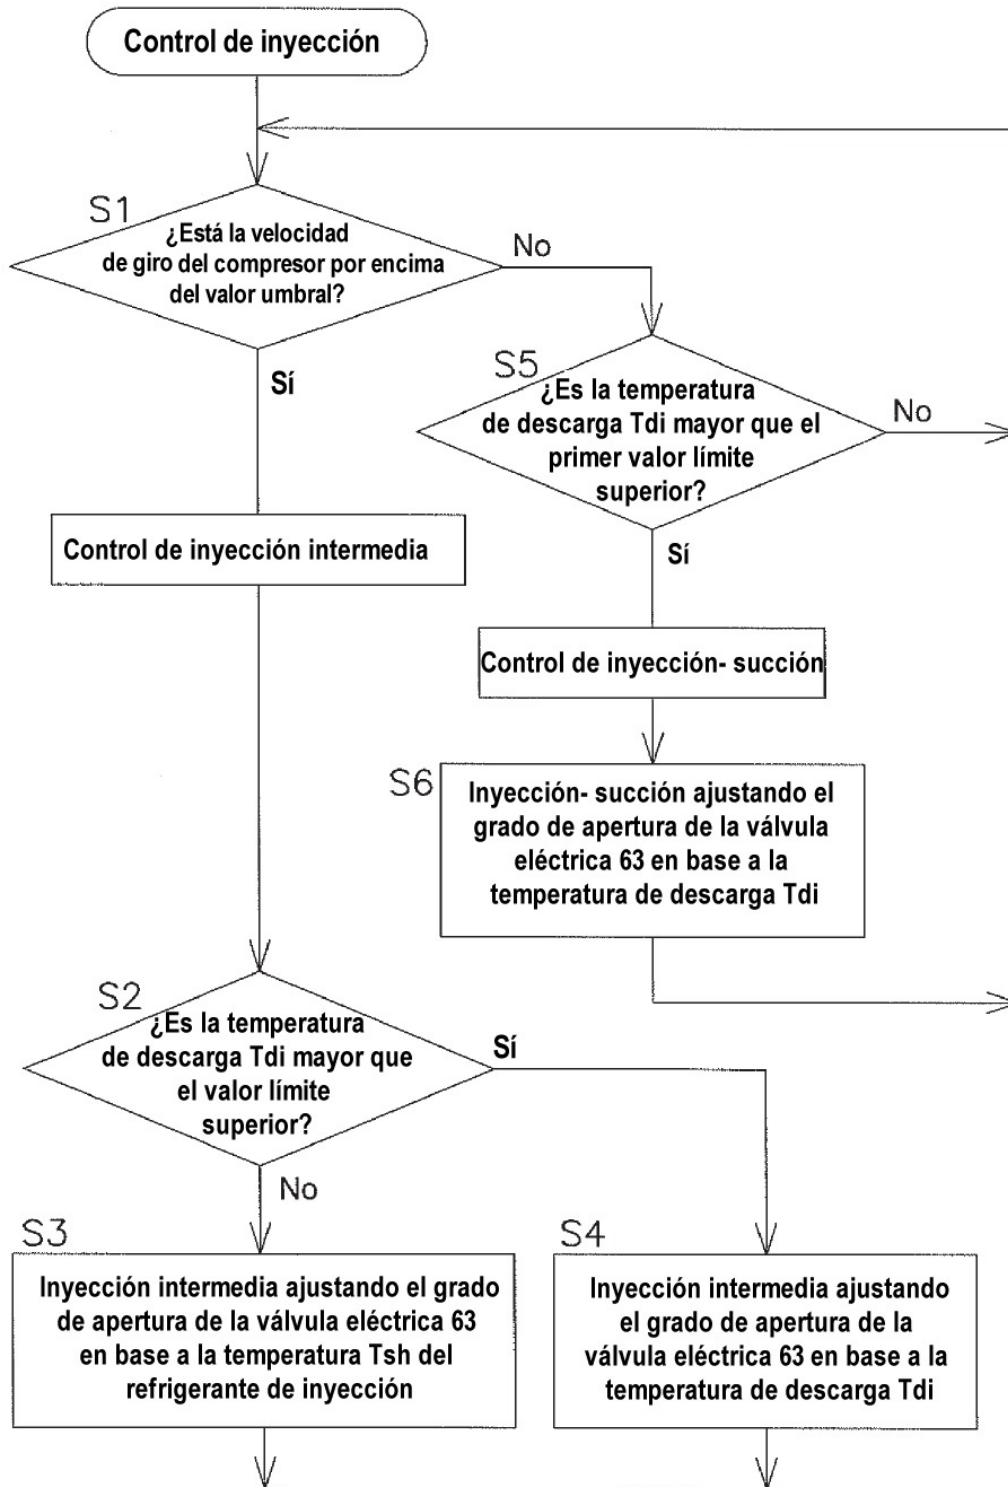 Control de inyección
S1
¿Está la velocidad
de giro del compresor por encima
del valor umbral?
No
Sí
S5
¿Es la temperatura
de descarga Tdi mayor que el
primer valor límite
superior?
No
Sí
Control de inyección intermedia
Control de inyección- succión
S6
Inyección- succión ajustando el
grado de apertura de la válvula
eléctrica 63 en base a la
temperatura de descarga Tdi
S2
¿Es la temperatura
de descarga Tdi mayor que
el valor límite
superior?
Sí
No
S3
Inyección intermedia ajustando el grado
de apertura de la válvula eléctrica 63
en base a la temperatura Tsh del
refrigerante de inyección
S4
Inyección intermedia ajustando
el grado de apertura de la
válvula eléctrica 63 en base a la
temperatura de descarga Tdi